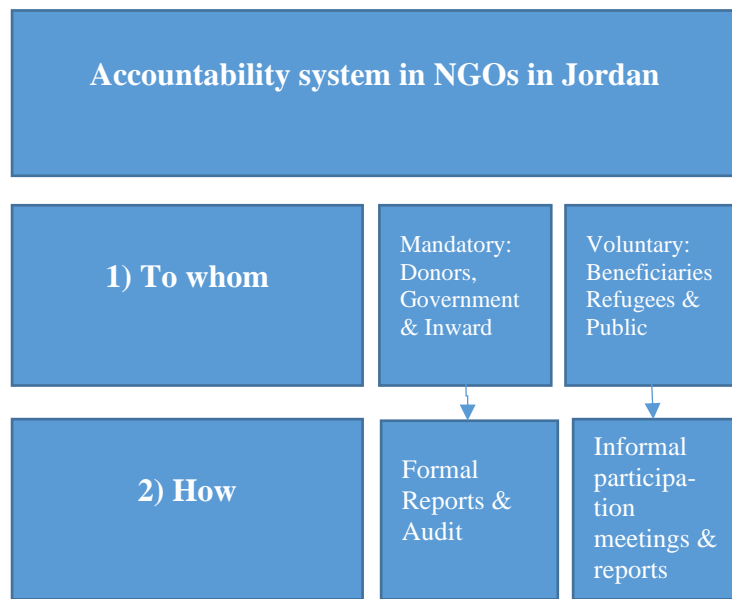 Accountability system in NGOs in Jordan
1) To whom
Mandatory:
Donors,
Government
& Inward
Voluntary:
Beneficiaries
Refugees &
Public
2) How
Formal
Reports &
Audit
Informal
participa-
tion
meetings &
reports